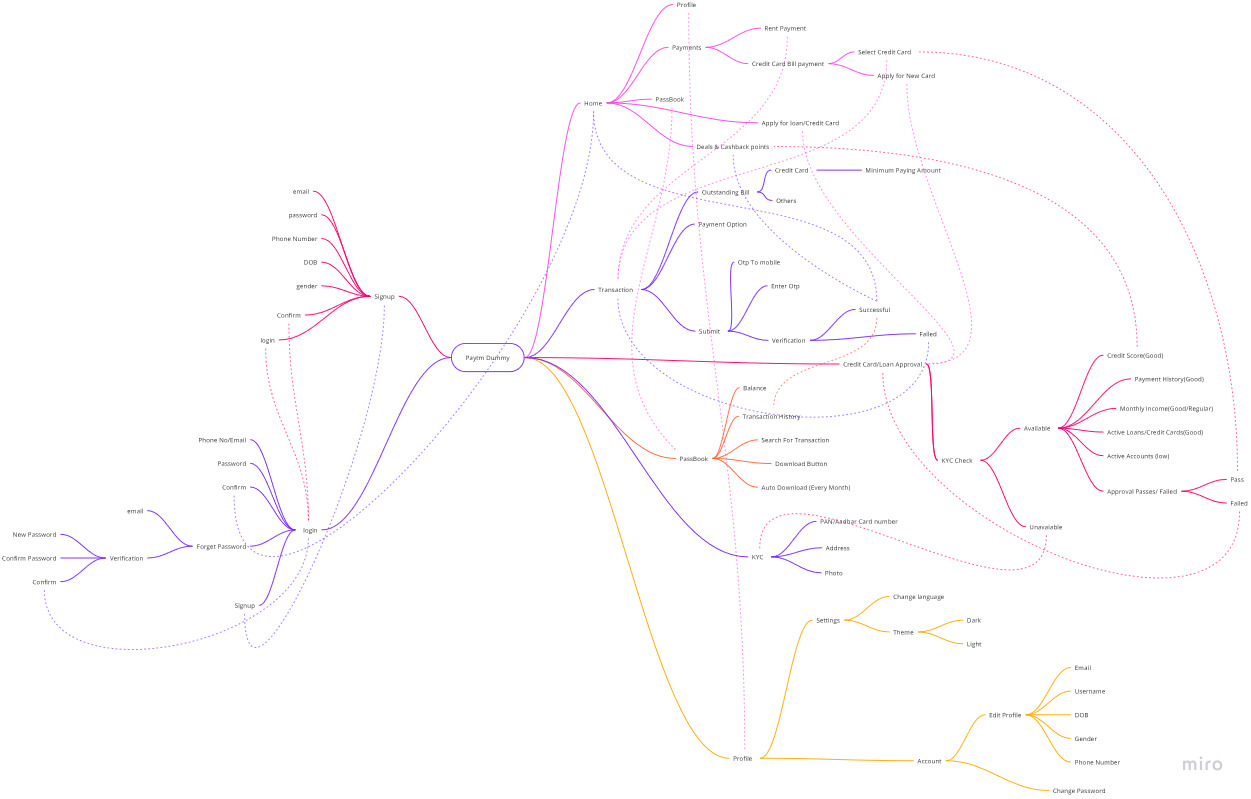 Profile
Rent Payment
Payments
Select Credit Card
Credit Card Bill payment
Apply for New Card
PassBook
Home
Apply for loan/Credit Card
Deals & Cashback points
Credit Card
Minimum Paying Amount
Outstanding Bill
Others
Payment Option
Otp To mobile
Enter Otp
Transaction
Successful
Submit
Failed
Verification
email
password
Phone Number
DOB
gender
Signup
Confirm
login
Paytm Dummy
Credit Card/Loan Approval
Credit Score(Good)
Payment History(Good)
Monthly Income(Good/Regular)
Available
Active Loans/Credit Cards(Good)
Active Accounts (low)
KYC Check
Approval Passes/ Failed
Pass
Failed
Unavaiable
Balance
Transaction History
Search For Transaction
PassBook
Download Button
Auto Download (Every Month)
Phone No/Email
Password
Confirm
login
email
Forget Password
New Password
Verification
Confirm Password
Confirm
Signup
PAN/Aadbar Card number
KYC
Address
Photo
Change language
Settings
Theme
Dark
Light
Email
Username
Edit Profile
DOB
Gender
Profile
Account
Phone Number
Change Password
miro